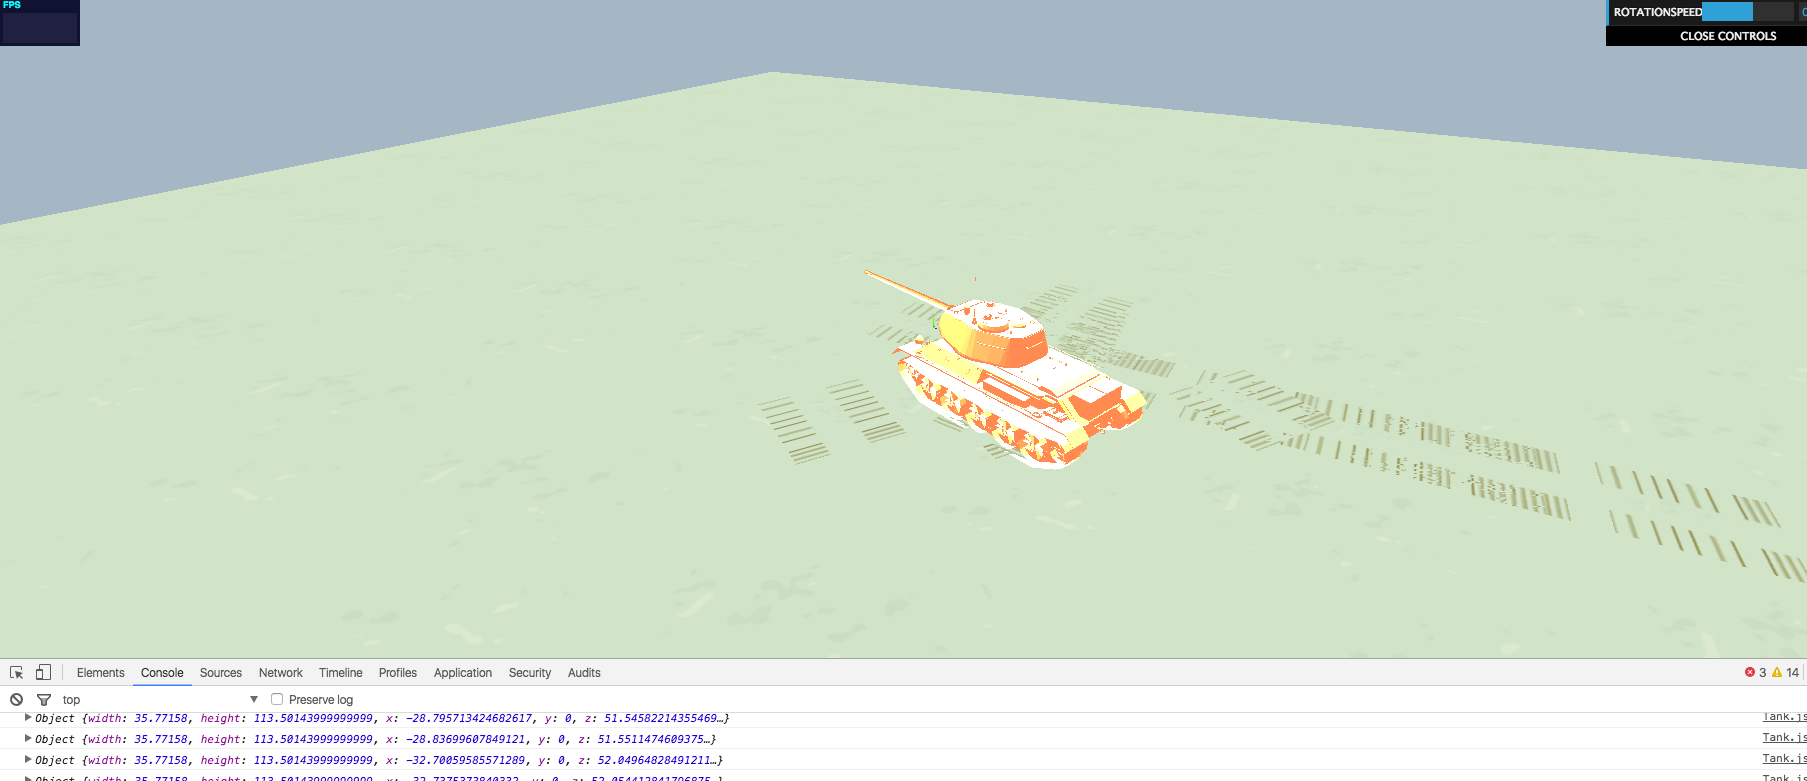 FPS
ROTATIONSPEED
CLOSE CONTROLS
Elements Console Sources Network Timeline Profiles Application Security Audits 3 14
top Preserve log
Object {width: 35.77158, height: 113.50143999999999, x: -28.795713424682617, y: 0, z: 51.54582214355469…} Tank.js
Object {width: 35.77158, height: 113.50143999999999, x: -28.83699607849121, y: 0, z: 51.5511474609375…} Tank.js
Object {width: 35.77158, height: 113.50143999999999, x: -32.70059585571289, y: 0, z: 52.04964828491211…} Tank.js
Object {width: 35.77158, height: 113.50143999999999, x: -32.7375373840332, y: 0, z: 52.054412841796875…} Tank.js